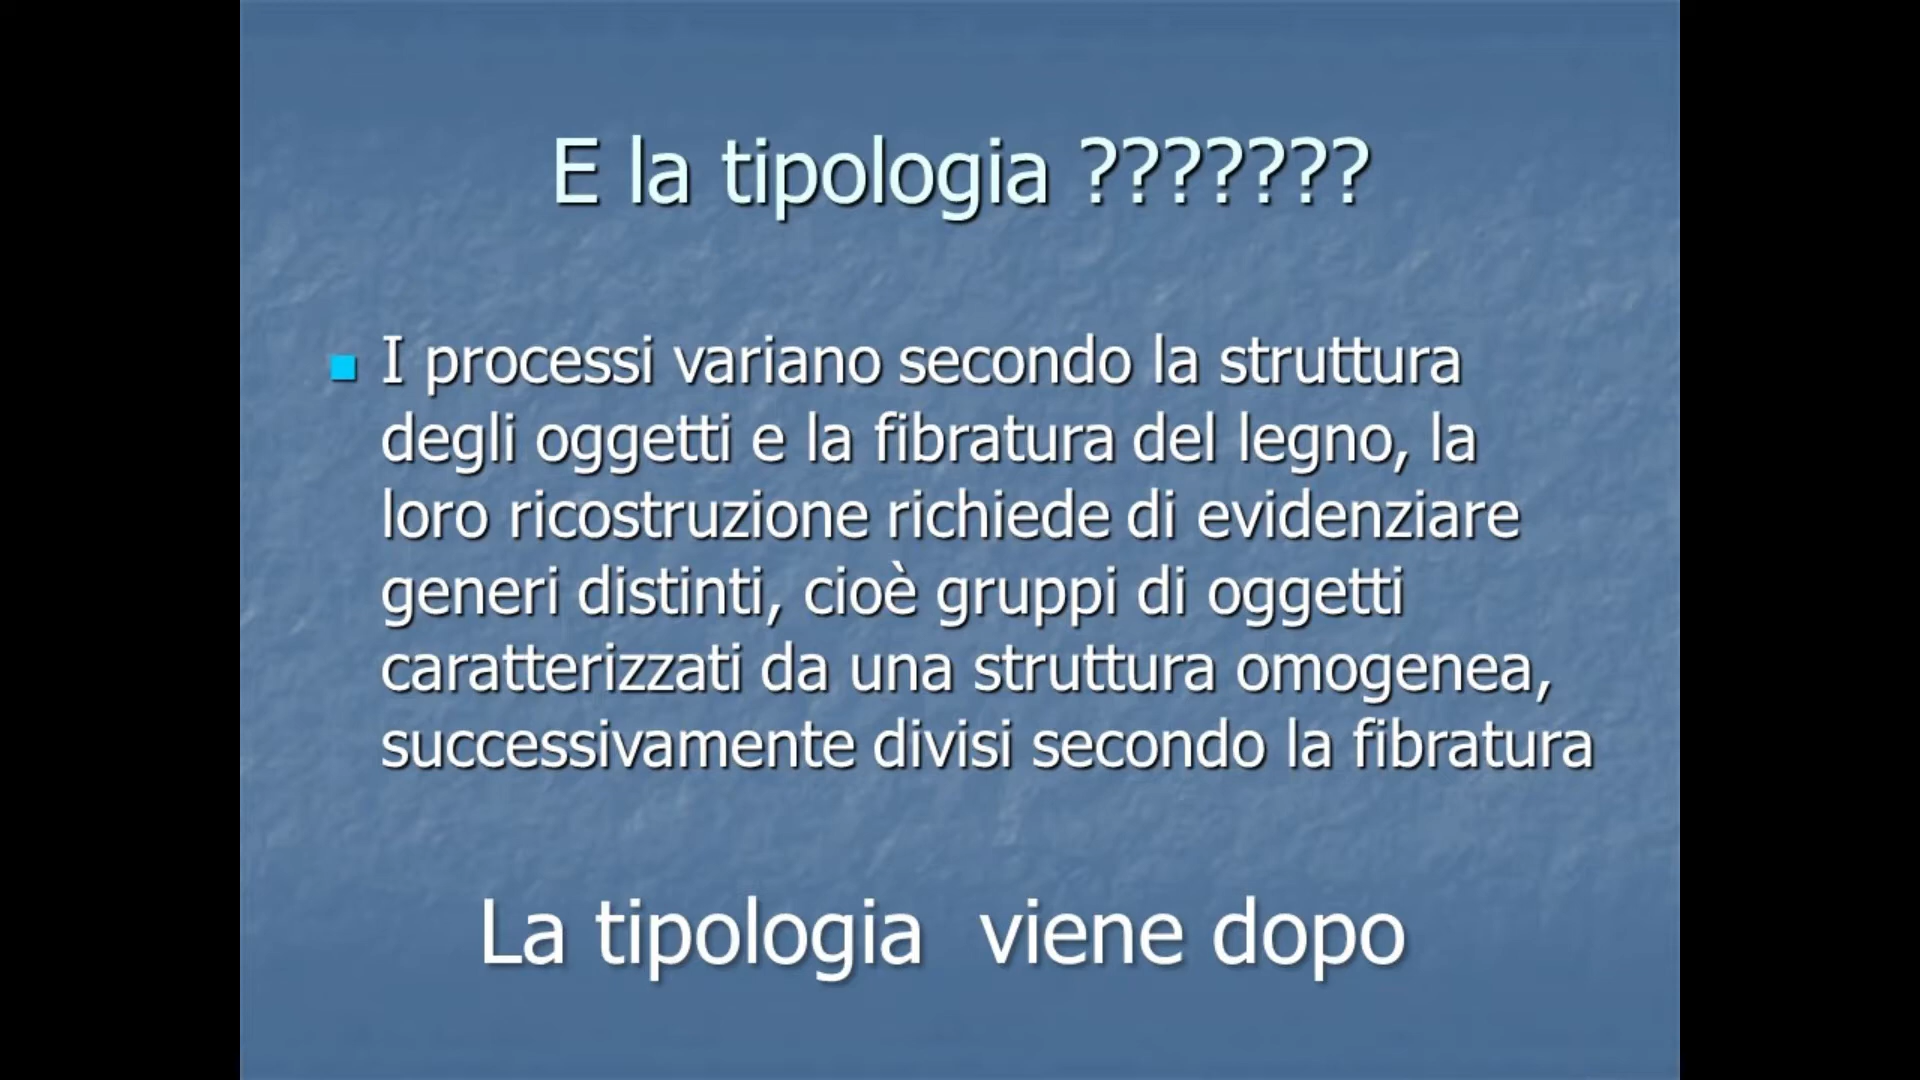 E la tipologia ???????
I processi variano secondo la struttura
degli oggetti e la fibratura del legno, la
loro ricostruzione richiede di evidenziare
generi distinti, cioè gruppi di oggetti
caratterizzati da una struttura omogenea,
successivamente divisi secondo la fibratura
La tipologia  viene dopo